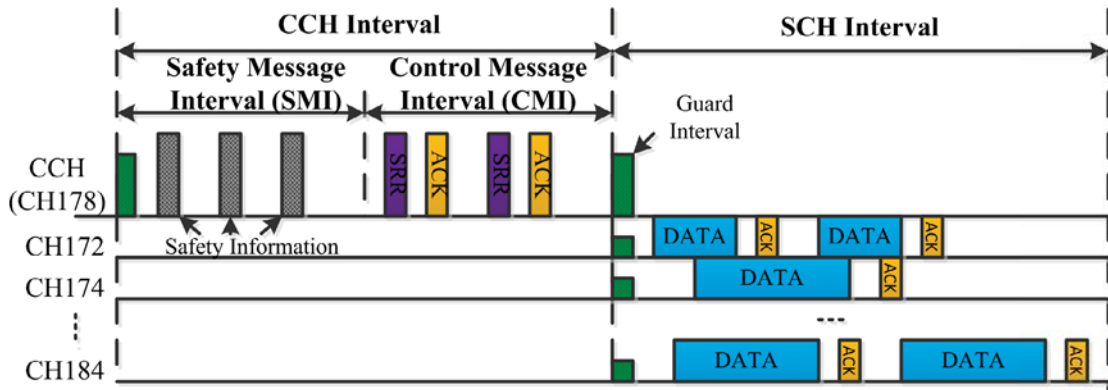 CCH Interval
SCH Interval
Safety Message
Interval (SMI)
Control Message
Interval (CMI)
Guard
Interval
CCH
(CH178)
SRR
ACK
SRR
ACK
Safety Information
CH172
DATA
ACK
DATA
ACK
CH174
DATA
ACK
CH184
DATA
ACK
DATA
ACK